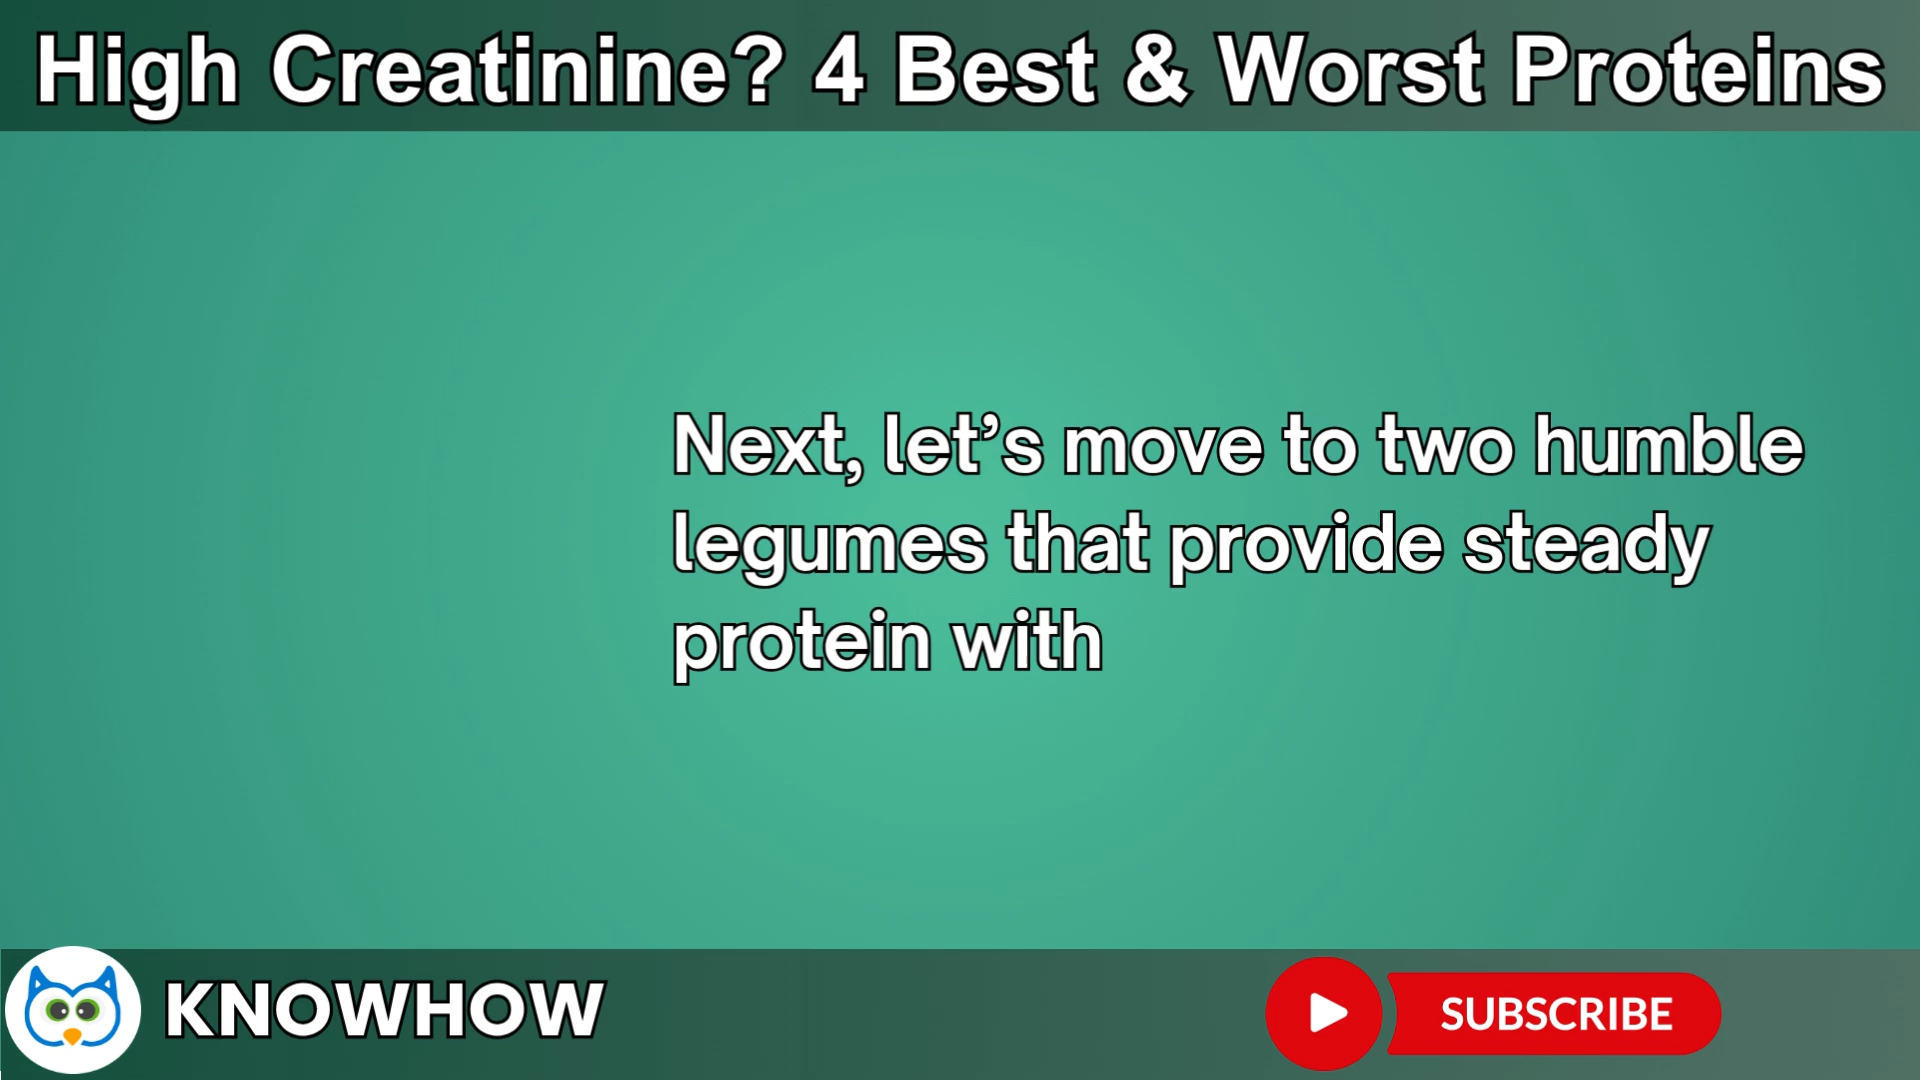 High Creatinine? 4 Best & Worst Proteins
Next, let’s move to two humble
legumes that provide steady
protein with
KNOWHOW
SUBSCRIBE